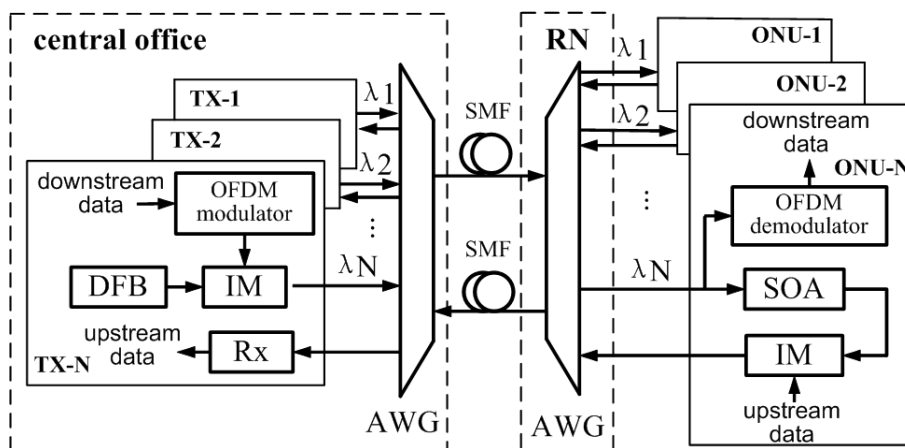 central office
RN
ONU-1
TX-1
λ1
SMF
λ1
ONU-2
TX-2
λ2
λ2
downstream
data
downstream
data
OFDM
modulator
...
...
ONU-N
OFDM
demodulator
λN
SMF
λN
DFB
IM
SOA
upstream
data
Rx
IM
TX-N
AWG
AWG
upstream
data